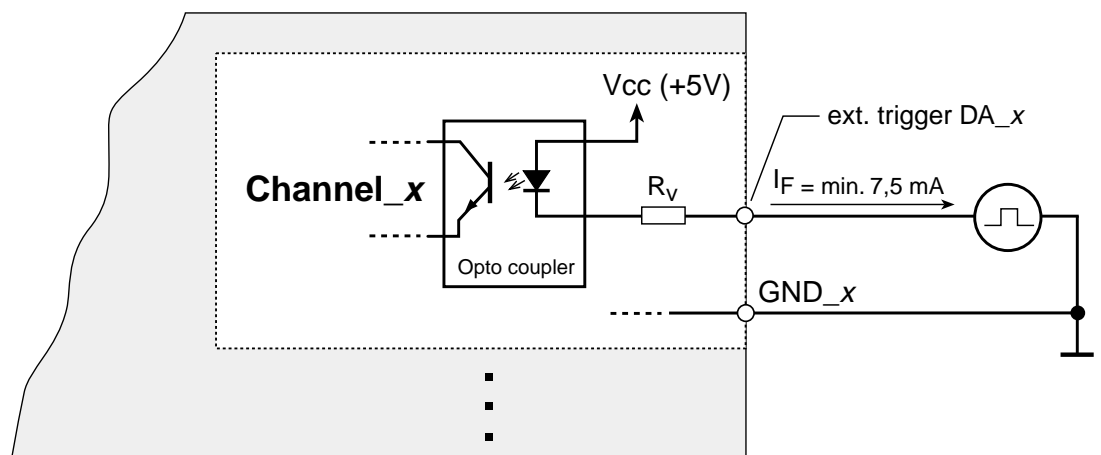 Vcc (+5V)
ext. trigger DA_x
Channel_x
RV
IF = min. 7,5 mA
Opto coupler
GND_x